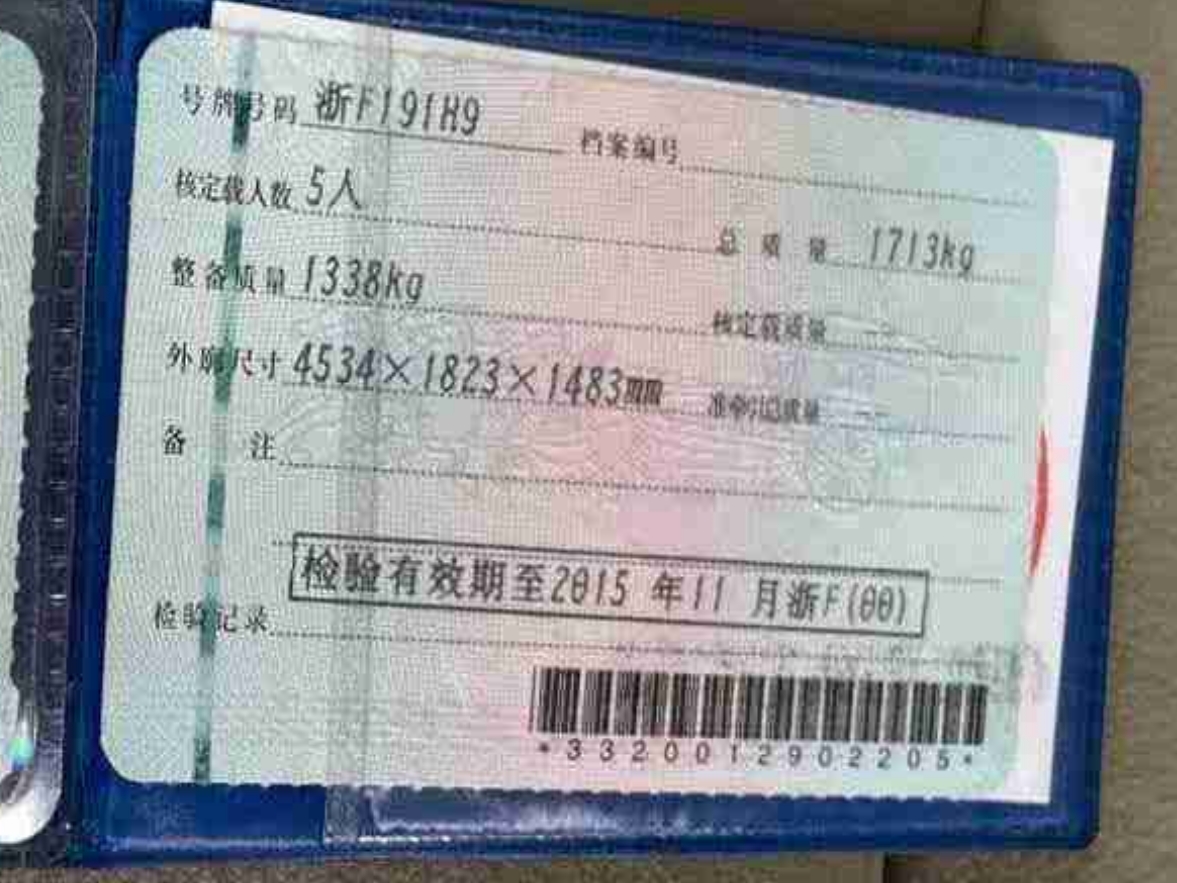 号牌号码 浙F191H9 档案编号
核定载人数 5人 总质量 1713kg
整备质量 1338kg 核定载质量 --
外廓尺寸 4534×1823×1483mm 准牵引总质量 --
备注
检验有效期至2015 年11 月浙F(00)
检验记录
*3320012902205*